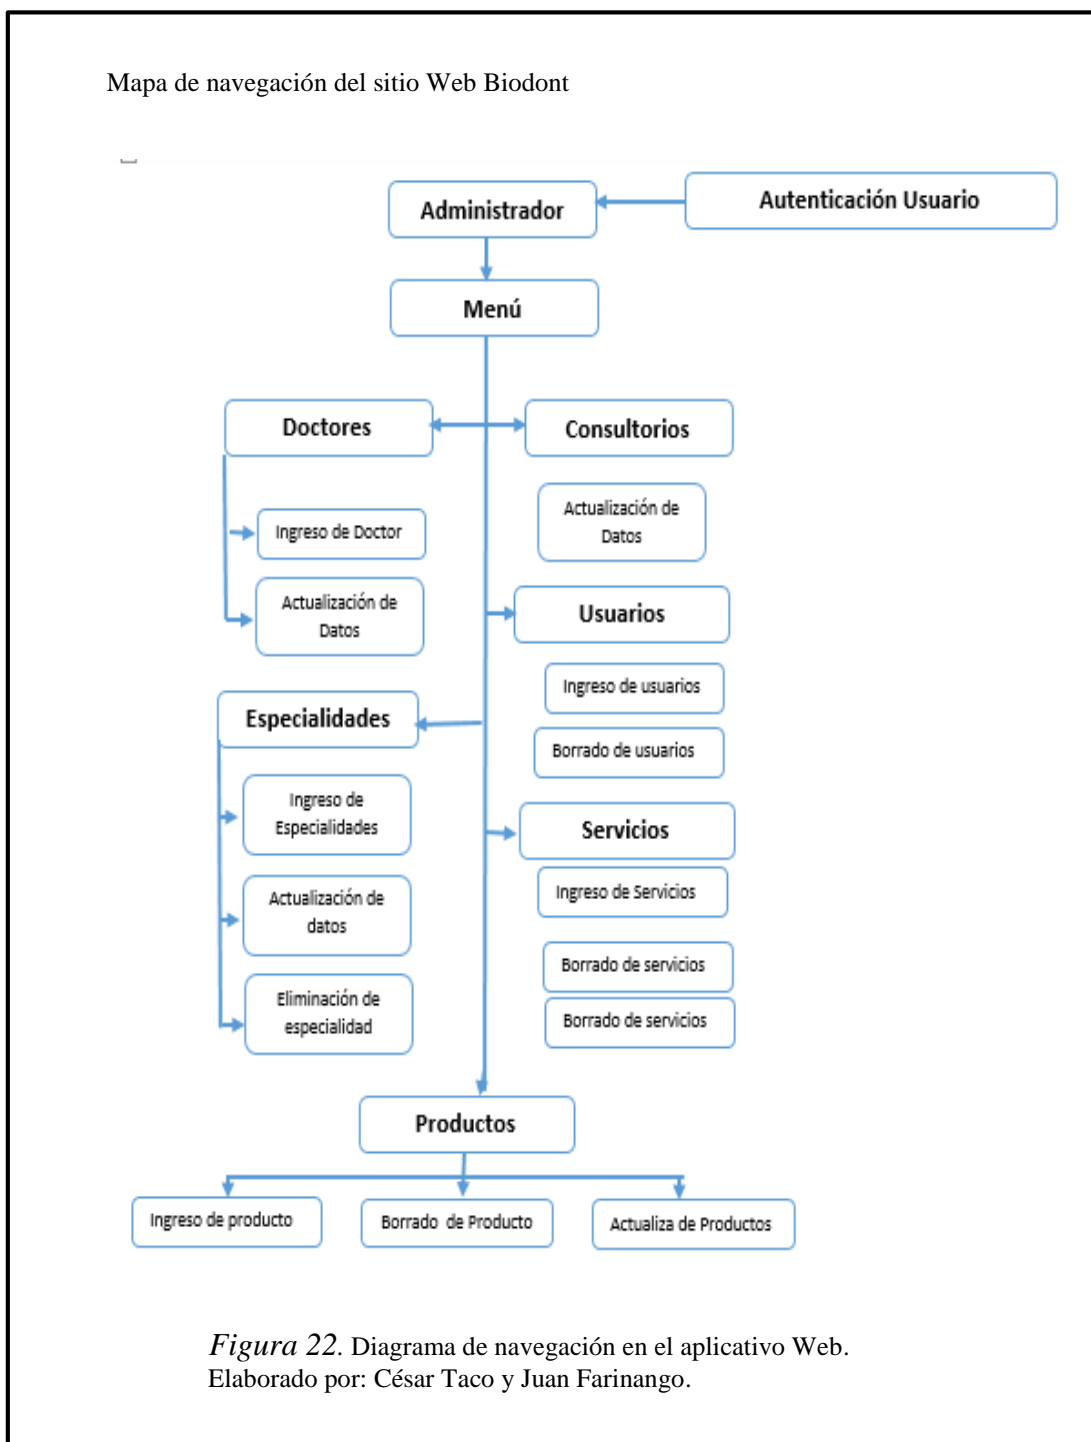 Mapa de navegación del sitio Web Biodont
Autenticación Usuario
Administrador
Menú
Doctores
Consultorios
Ingreso de Doctor
Actualización de
Datos
Actualización de
Datos
Usuarios
Ingreso de usuarios
Borrado de usuarios
Especialidades
Ingreso de
Especialidades
Actualización de
datos
Eliminación de
especialidad
Servicios
Ingreso de Servicios
Borrado de servicios
Borrado de servicios
Productos
Ingreso de producto
Borrado de Producto
Actualiza de Productos
Figura 22. Diagrama de navegación en el aplicativo Web.
Elaborado por: César Taco y Juan Farinango.